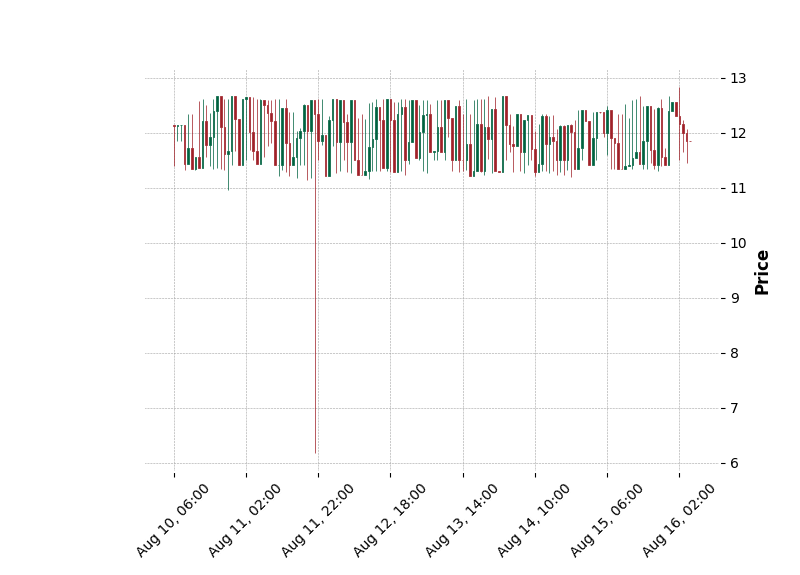 13
12
11
10
9
8
7
6
Price
Aug 10, 06:00
Aug 11, 02:00
Aug 11, 22:00
Aug 12, 18:00
Aug 13, 14:00
Aug 14, 10:00
Aug 15, 06:00
Aug 16, 02:00